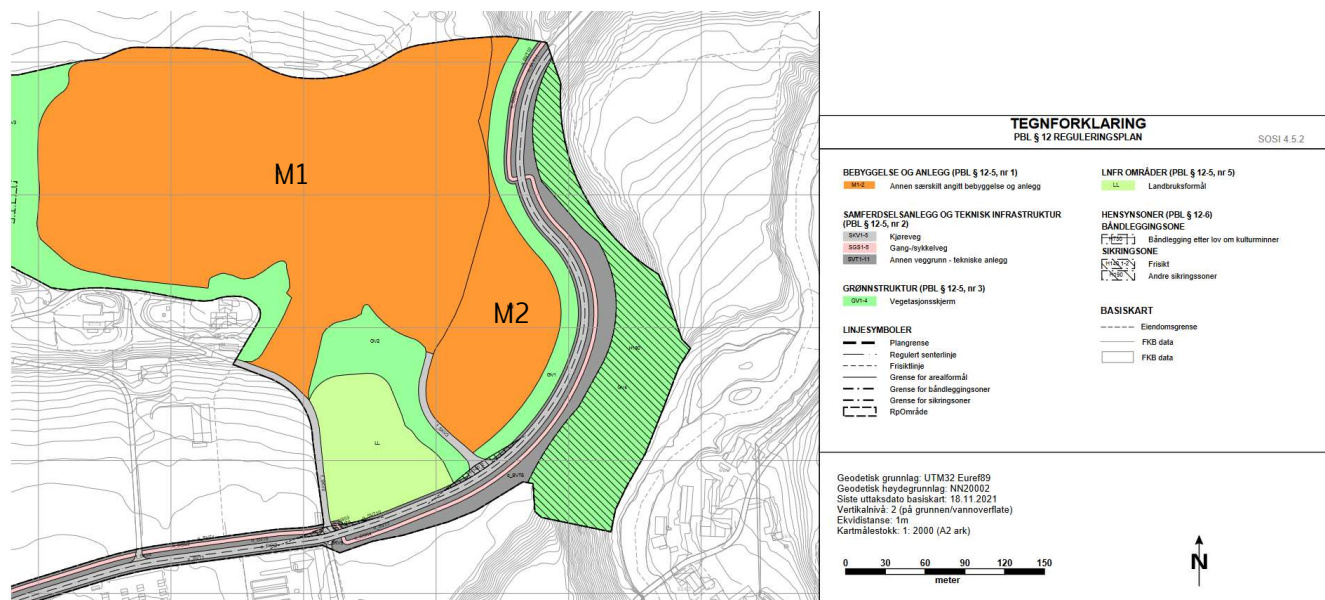 M1
M2
GV2
GV1
LL
TEGNFORKLARING
PBL § 12 REGULERINGSPLAN
SOSI 4.5.2
BEBYGGELSE OG ANLEGG (PBL § 12-5, nr 1)
M1-2 Annen særskilt angitt bebyggelse og anlegg
SAMFERDSELSANLEGG OG TEKNISK INFRASTRUKTUR
(PBL § 12-5, nr 2)
SKV1-5 Kjøreveg
SGS1-5 Gang-/sykkelveg
SVT1-11 Annen veggrunn - tekniske anlegg
GRØNNSTRUKTUR (PBL § 12-5, nr 3)
GV1-4 Vegetasjonsskjerm
LINJESYMBOLER
Plangrense
Regulert senterlinje
Frisiktlinje
Grense for arealformål
Grense for båndleggingsoner
Grense for sikringsoner
RpOmråde
LNFR OMRÅDER (PBL § 12-5, nr 5)
LL Landbruksformål
HENSYNSONER (PBL § 12-6)
BÅNDLEGGINGSONE
Båndlegging etter lov om kulturminner
SIKRINGSONE
Frisikt
Andre sikringssoner
BASISKART
Eiendomsgrense
FKB data
FKB data
Geodetisk grunnlag: UTM32 Euref89
Geodetisk høydegrunnlag: NN20002
Siste uttaksdato basiskart: 18.11.2021
Vertikalnivå: 2 (på grunnen/vannoverflate)
Ekvidistanse: 1m
Kartmålestokk: 1: 2000 (A2 ark)
0 30 60 90 120 150
meter
N